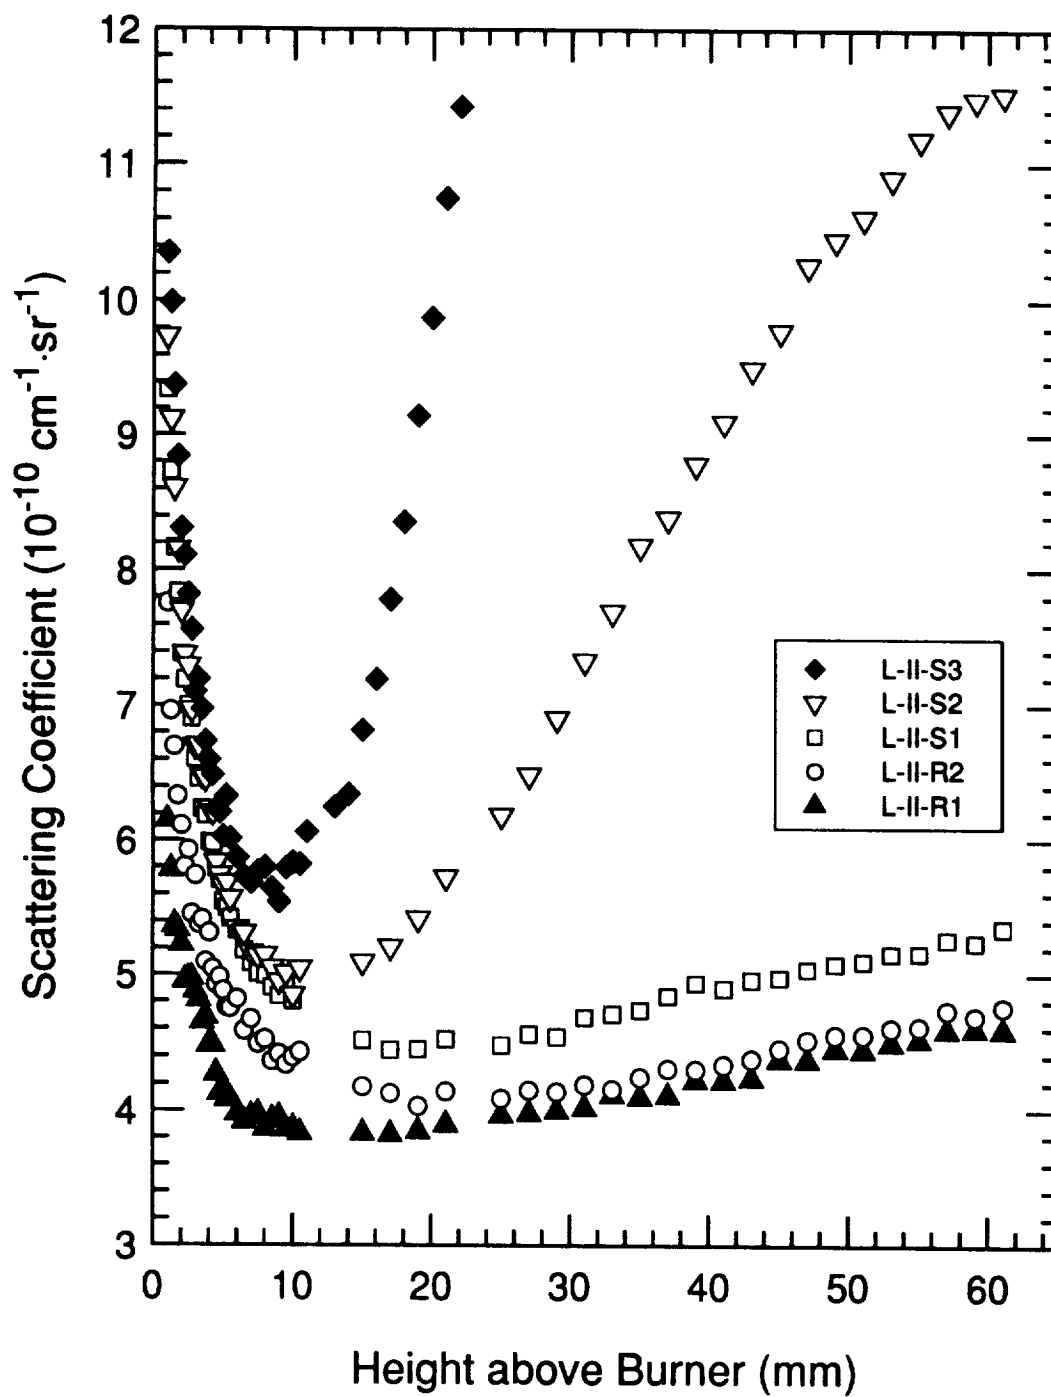 12
11
10
9
8
7
6
5
4
3
Scattering Coefficient (10⁻¹⁰ cm⁻¹·sr⁻¹)
L-II-S3
L-II-S2
L-II-S1
L-II-R2
L-II-R1
0 10 20 30 40 50 60
Height above Burner (mm)